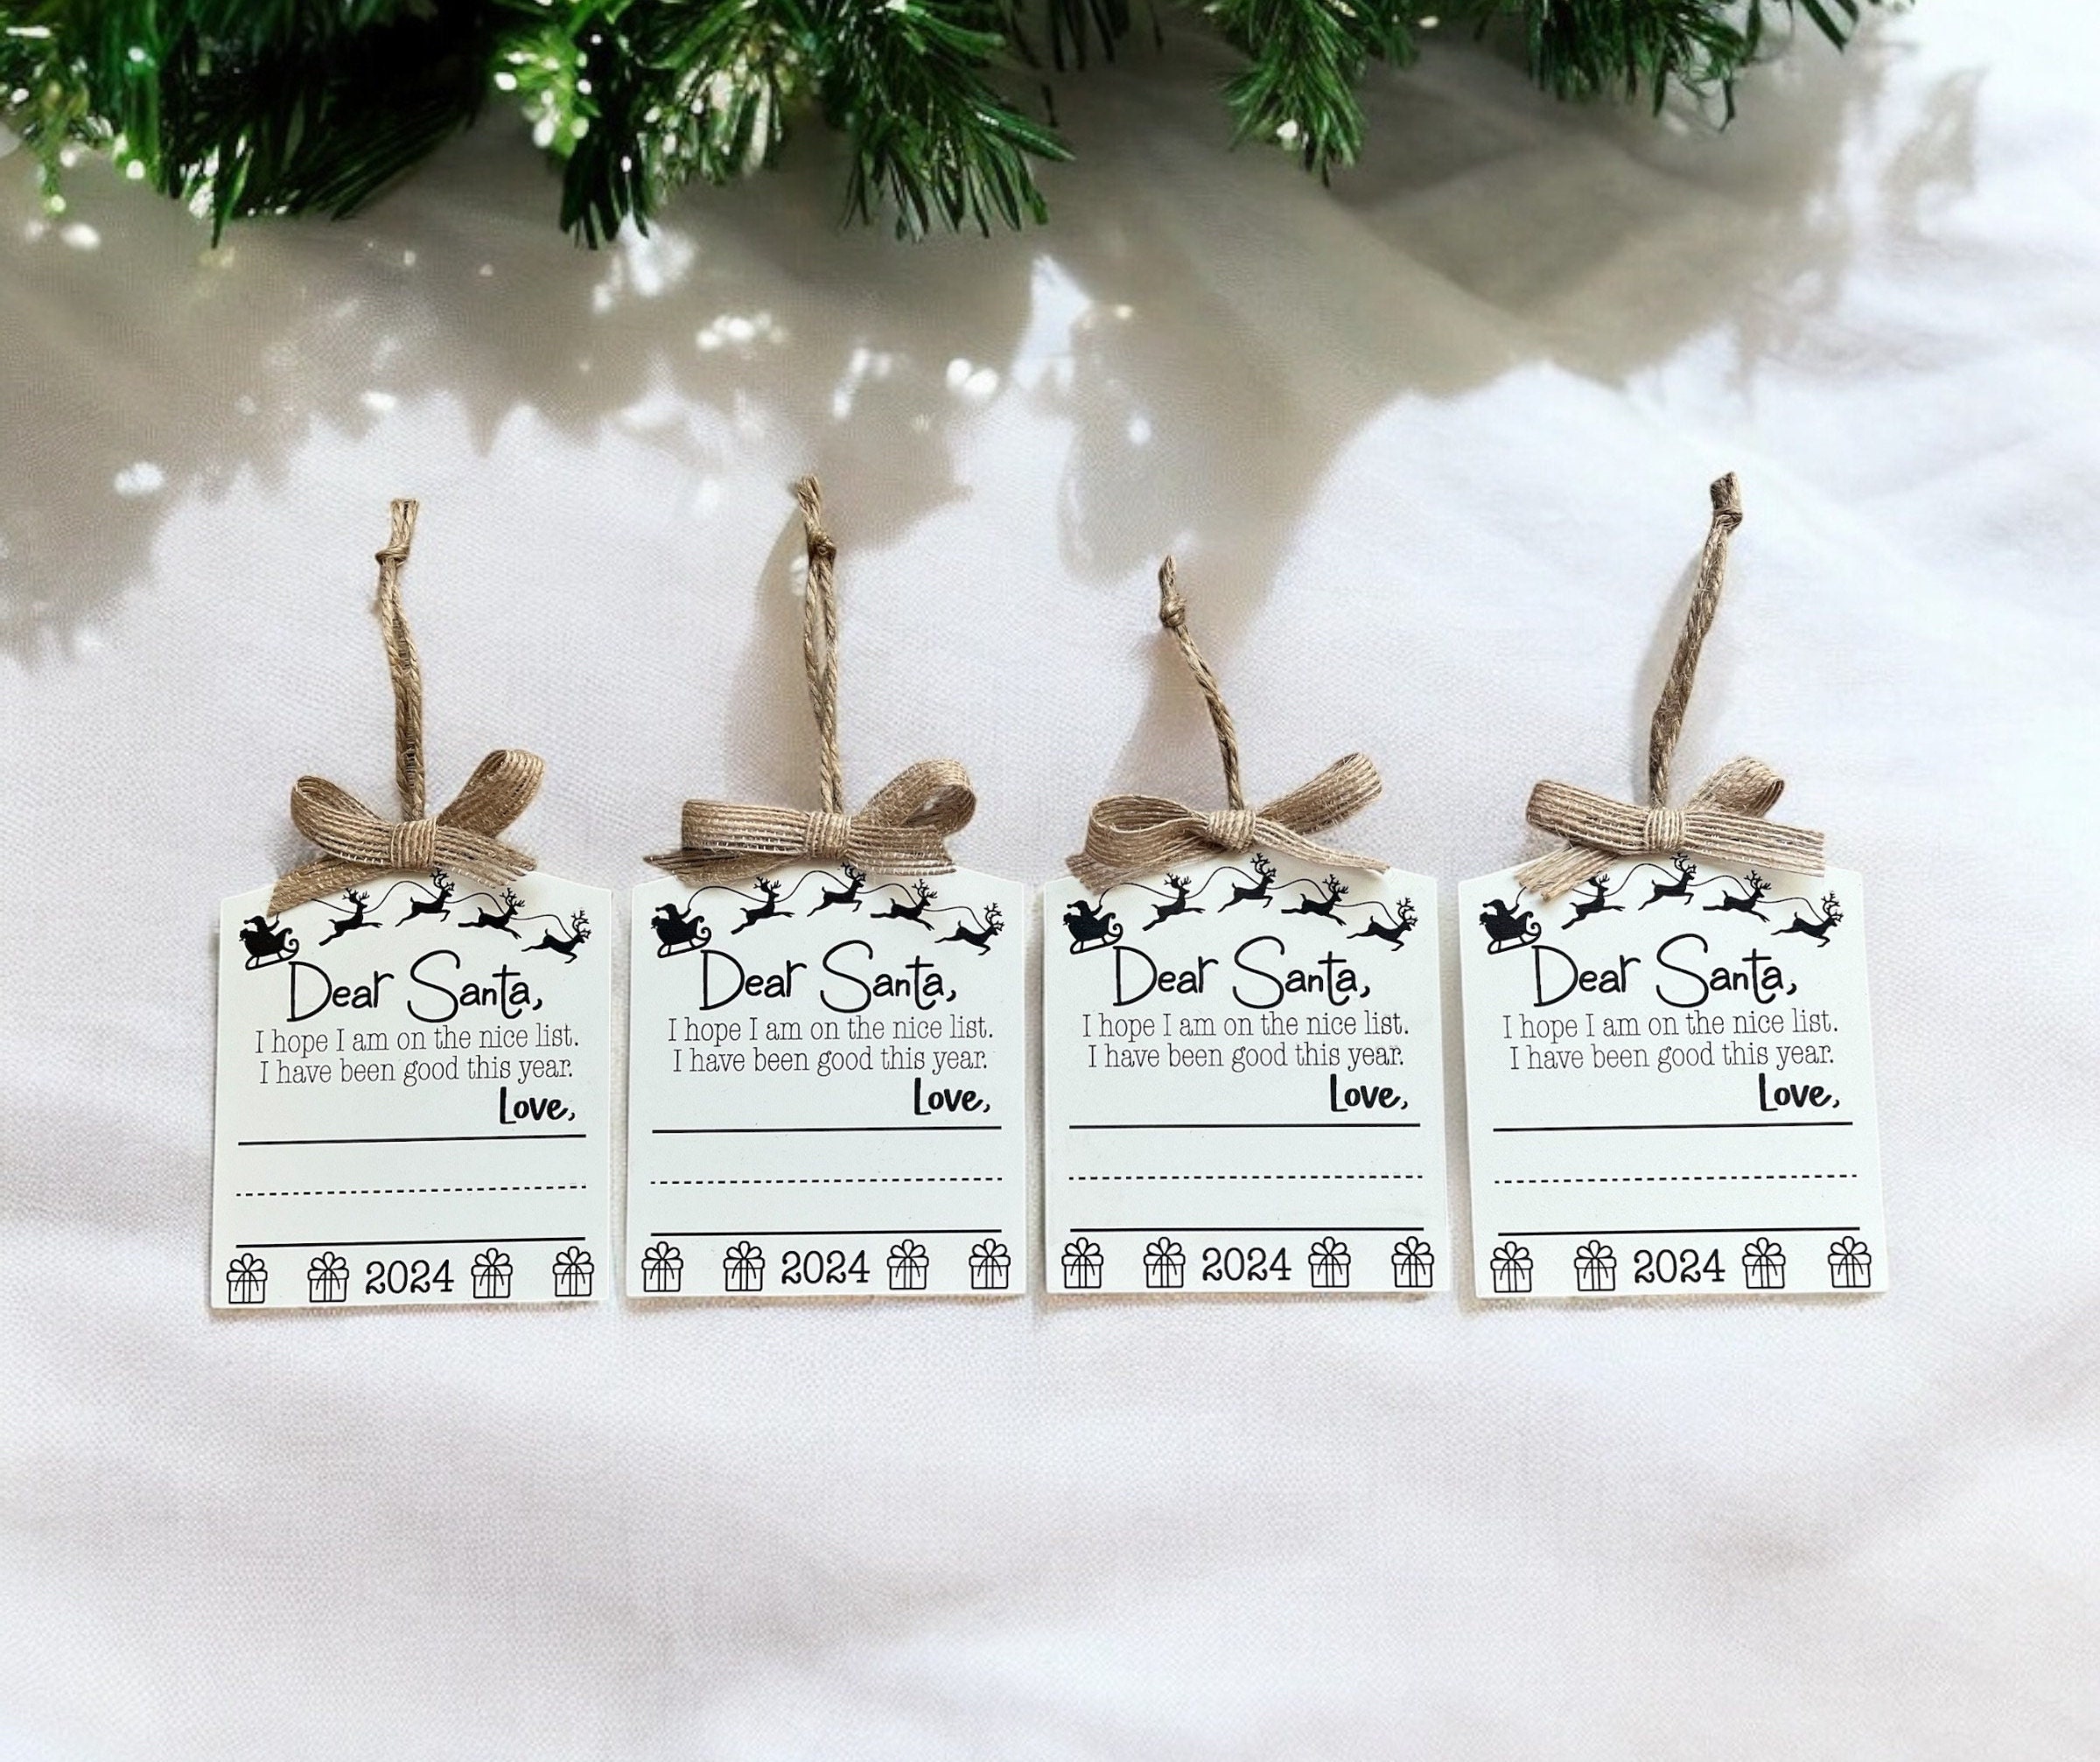 Dear Santa,
I hope I am on the nice list.
I have been good this year.
Love,
2024
Dear Santa,
I hope I am on the nice list.
I have been good this year.
Love,
2024
Dear Santa,
I hope I am on the nice list.
I have been good this year.
Love,
2024
Dear Santa,
I hope I am on the nice list.
I have been good this year.
Love,
2024